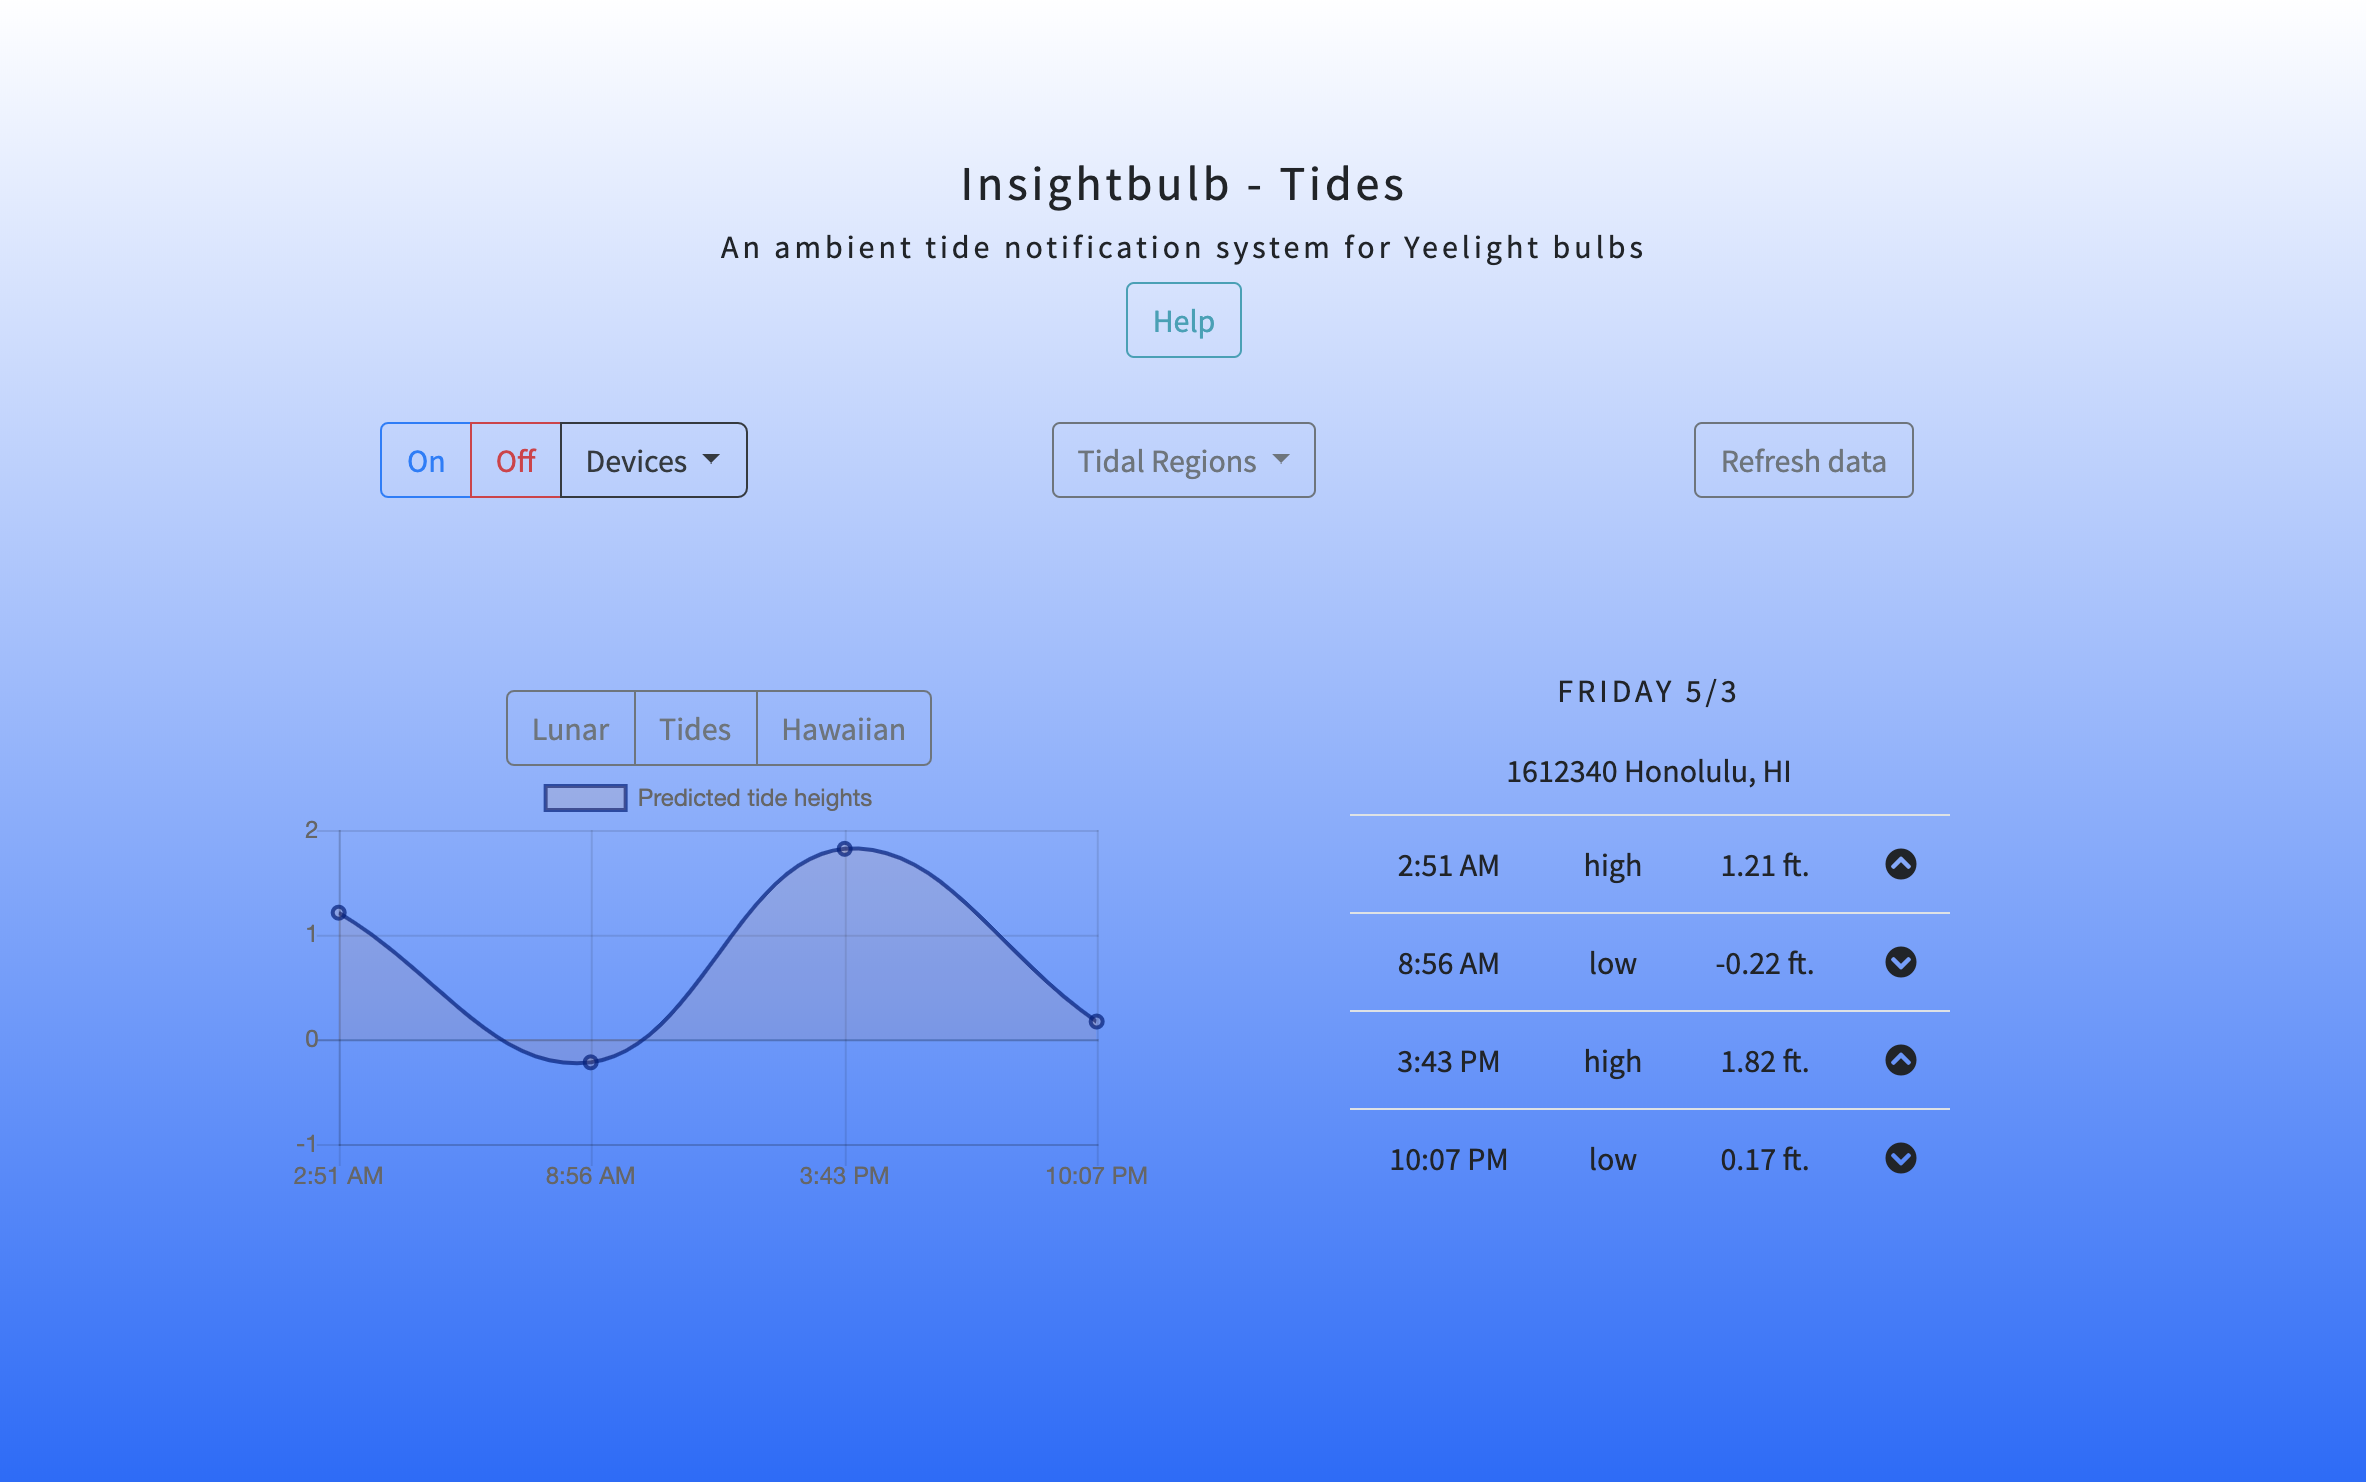 Insightbulb - Tides
An ambient tide notification system for Yeelight bulbs
Help
On Off Devices
Tidal Regions
Refresh data
Lunar Tides Hawaiian
Predicted tide heights
2
1
0
-1
2:51 AM 8:56 AM 3:43 PM 10:07 PM
FRIDAY 5/3
1612340 Honolulu, HI
2:51 AM high 1.21 ft.
8:56 AM low -0.22 ft.
3:43 PM high 1.82 ft.
10:07 PM low 0.17 ft.